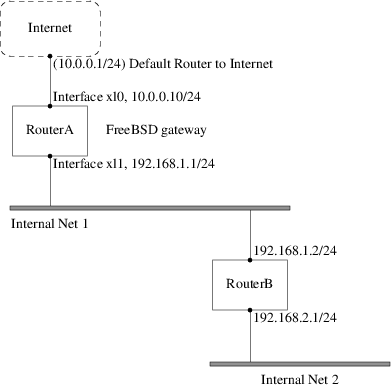 Internet
(10.0.0.1/24) Default Router to Internet
Interface xl0, 10.0.0.10/24
RouterA
FreeBSD gateway
Interface xl1, 192.168.1.1/24
Internal Net 1
192.168.1.2/24
RouterB
192.168.2.1/24
Internal Net 2